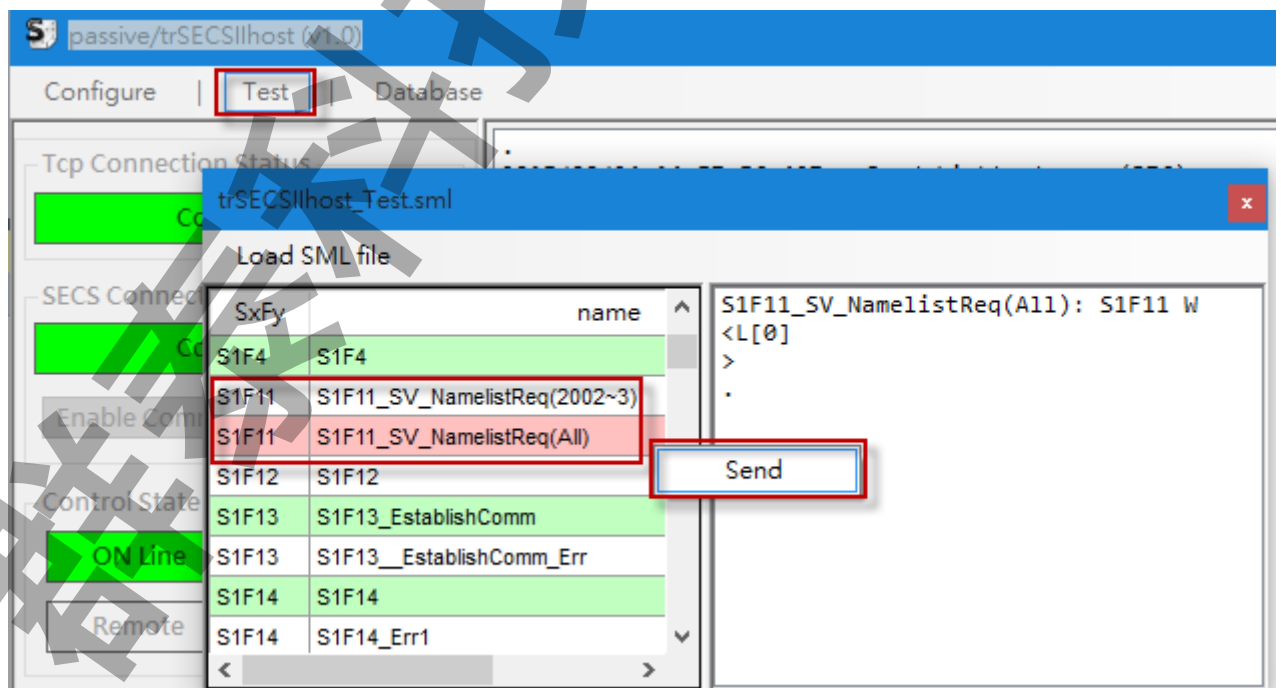 passive/trSECSIIhost (v1.0)
Configure | Test | Database
Tcp Connection Status
trSECSIIhost_Test.sml
x
Load SML file
SECS Connect
SxFy name
S1F4 S1F4
S1F11 S1F11_SV_NamelistReq(2002~3)
S1F11 S1F11_SV_NamelistReq(All)
S1F12 S1F12
S1F13 S1F13_EstablishComm
S1F13 S1F13__EstablishComm_Err
S1F14 S1F14
S1F14 S1F14_Err1
S1F11_SV_NamelistReq(All): S1F11 W
<L[0]
>
.
Send
Enable Comm
Control State
ON Line
Remote